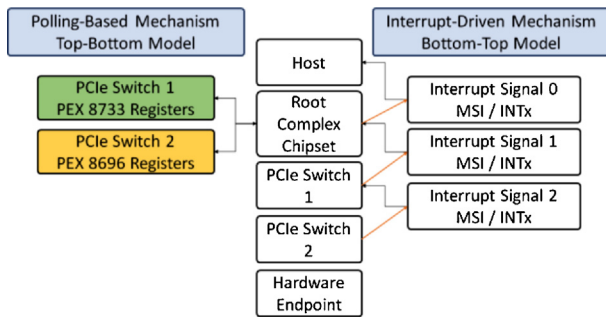 Polling-Based Mechanism
Top-Bottom Model
PCIe Switch 1
PEX 8733 Registers
PCIe Switch 2
PEX 8696 Registers
Host
Root
Complex
Chipset
PCIe Switch
1
PCIe Switch
2
Hardware
Endpoint
Interrupt-Driven Mechanism
Bottom-Top Model
Interrupt Signal 0
MSI / INTx
Interrupt Signal 1
MSI / INTx
Interrupt Signal 2
MSI / INTx